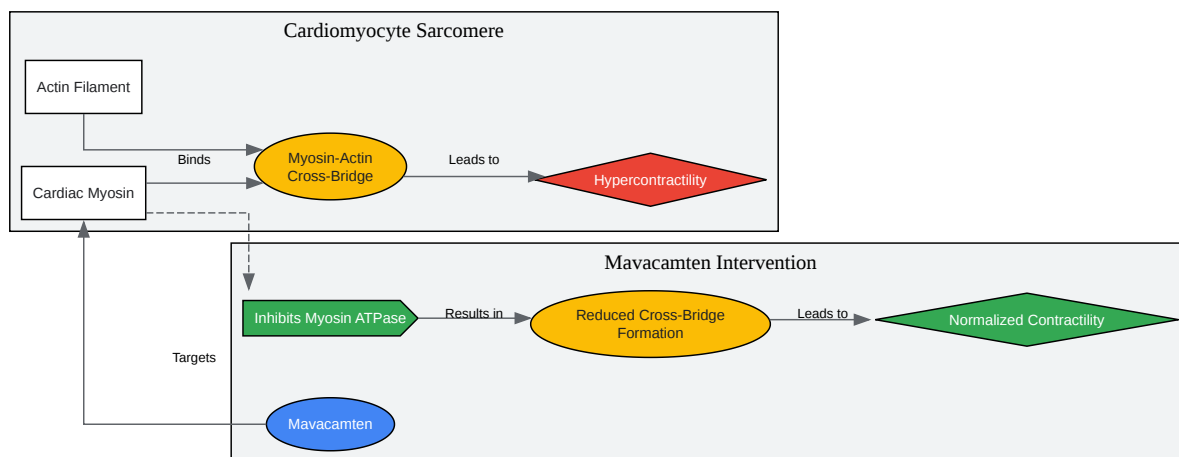 Cardiomyocyte Sarcomere
Actin Filament
Binds
Myosin-Actin
Cross-Bridge
Leads to
Hypercontractility
Cardiac Myosin
Mavacamten Intervention
Inhibits Myosin ATPase
Results in
Reduced Cross-Bridge
Formation
Leads to
Normalized Contractility
Targets
Mavacamten